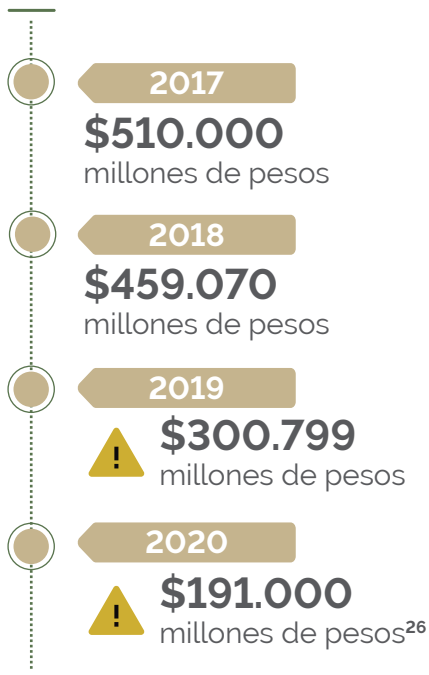 2017
$510.000
millones de pesos
2018
$459.070
millones de pesos
2019
! $300.799
millones de pesos
2020
! $191.000
millones de pesos²⁶